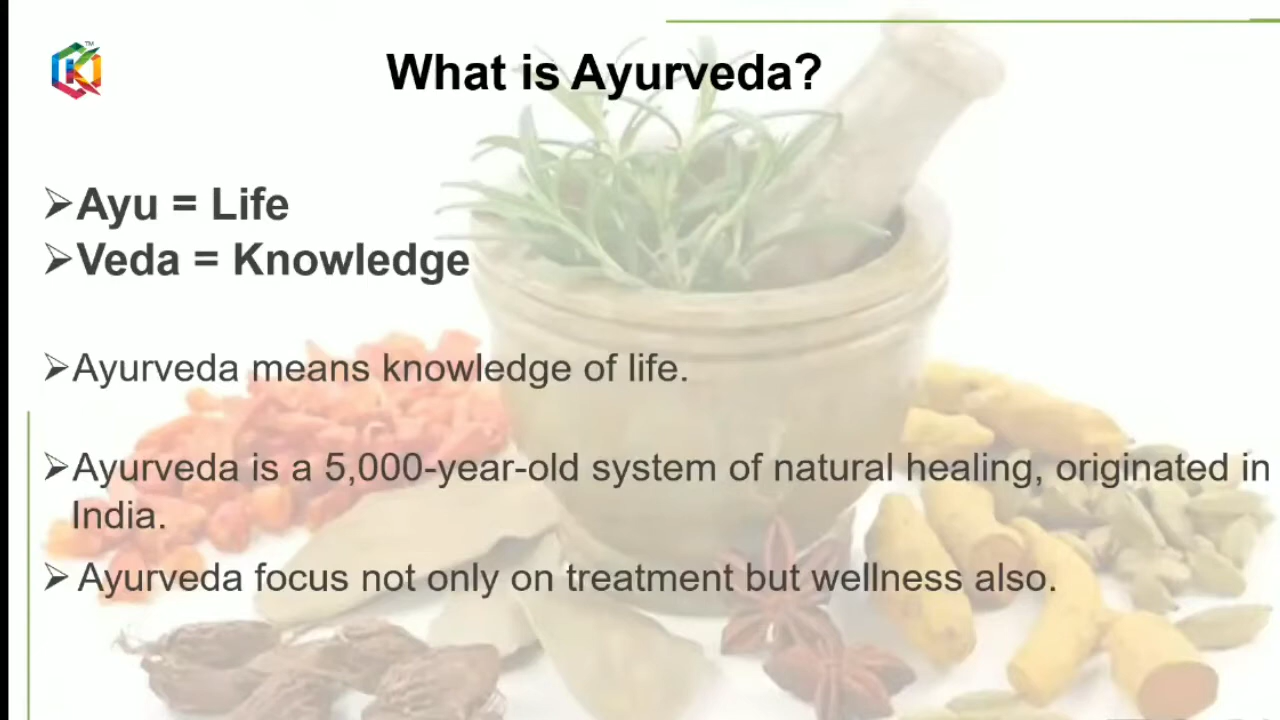 What is Ayurveda?
TM
➢Ayu = Life
➢Veda = Knowledge
➢Ayurveda means knowledge of life.
➢Ayurveda is a 5,000-year-old system of natural healing, originated in
India.
➢Ayurveda focus not only on treatment but wellness also.